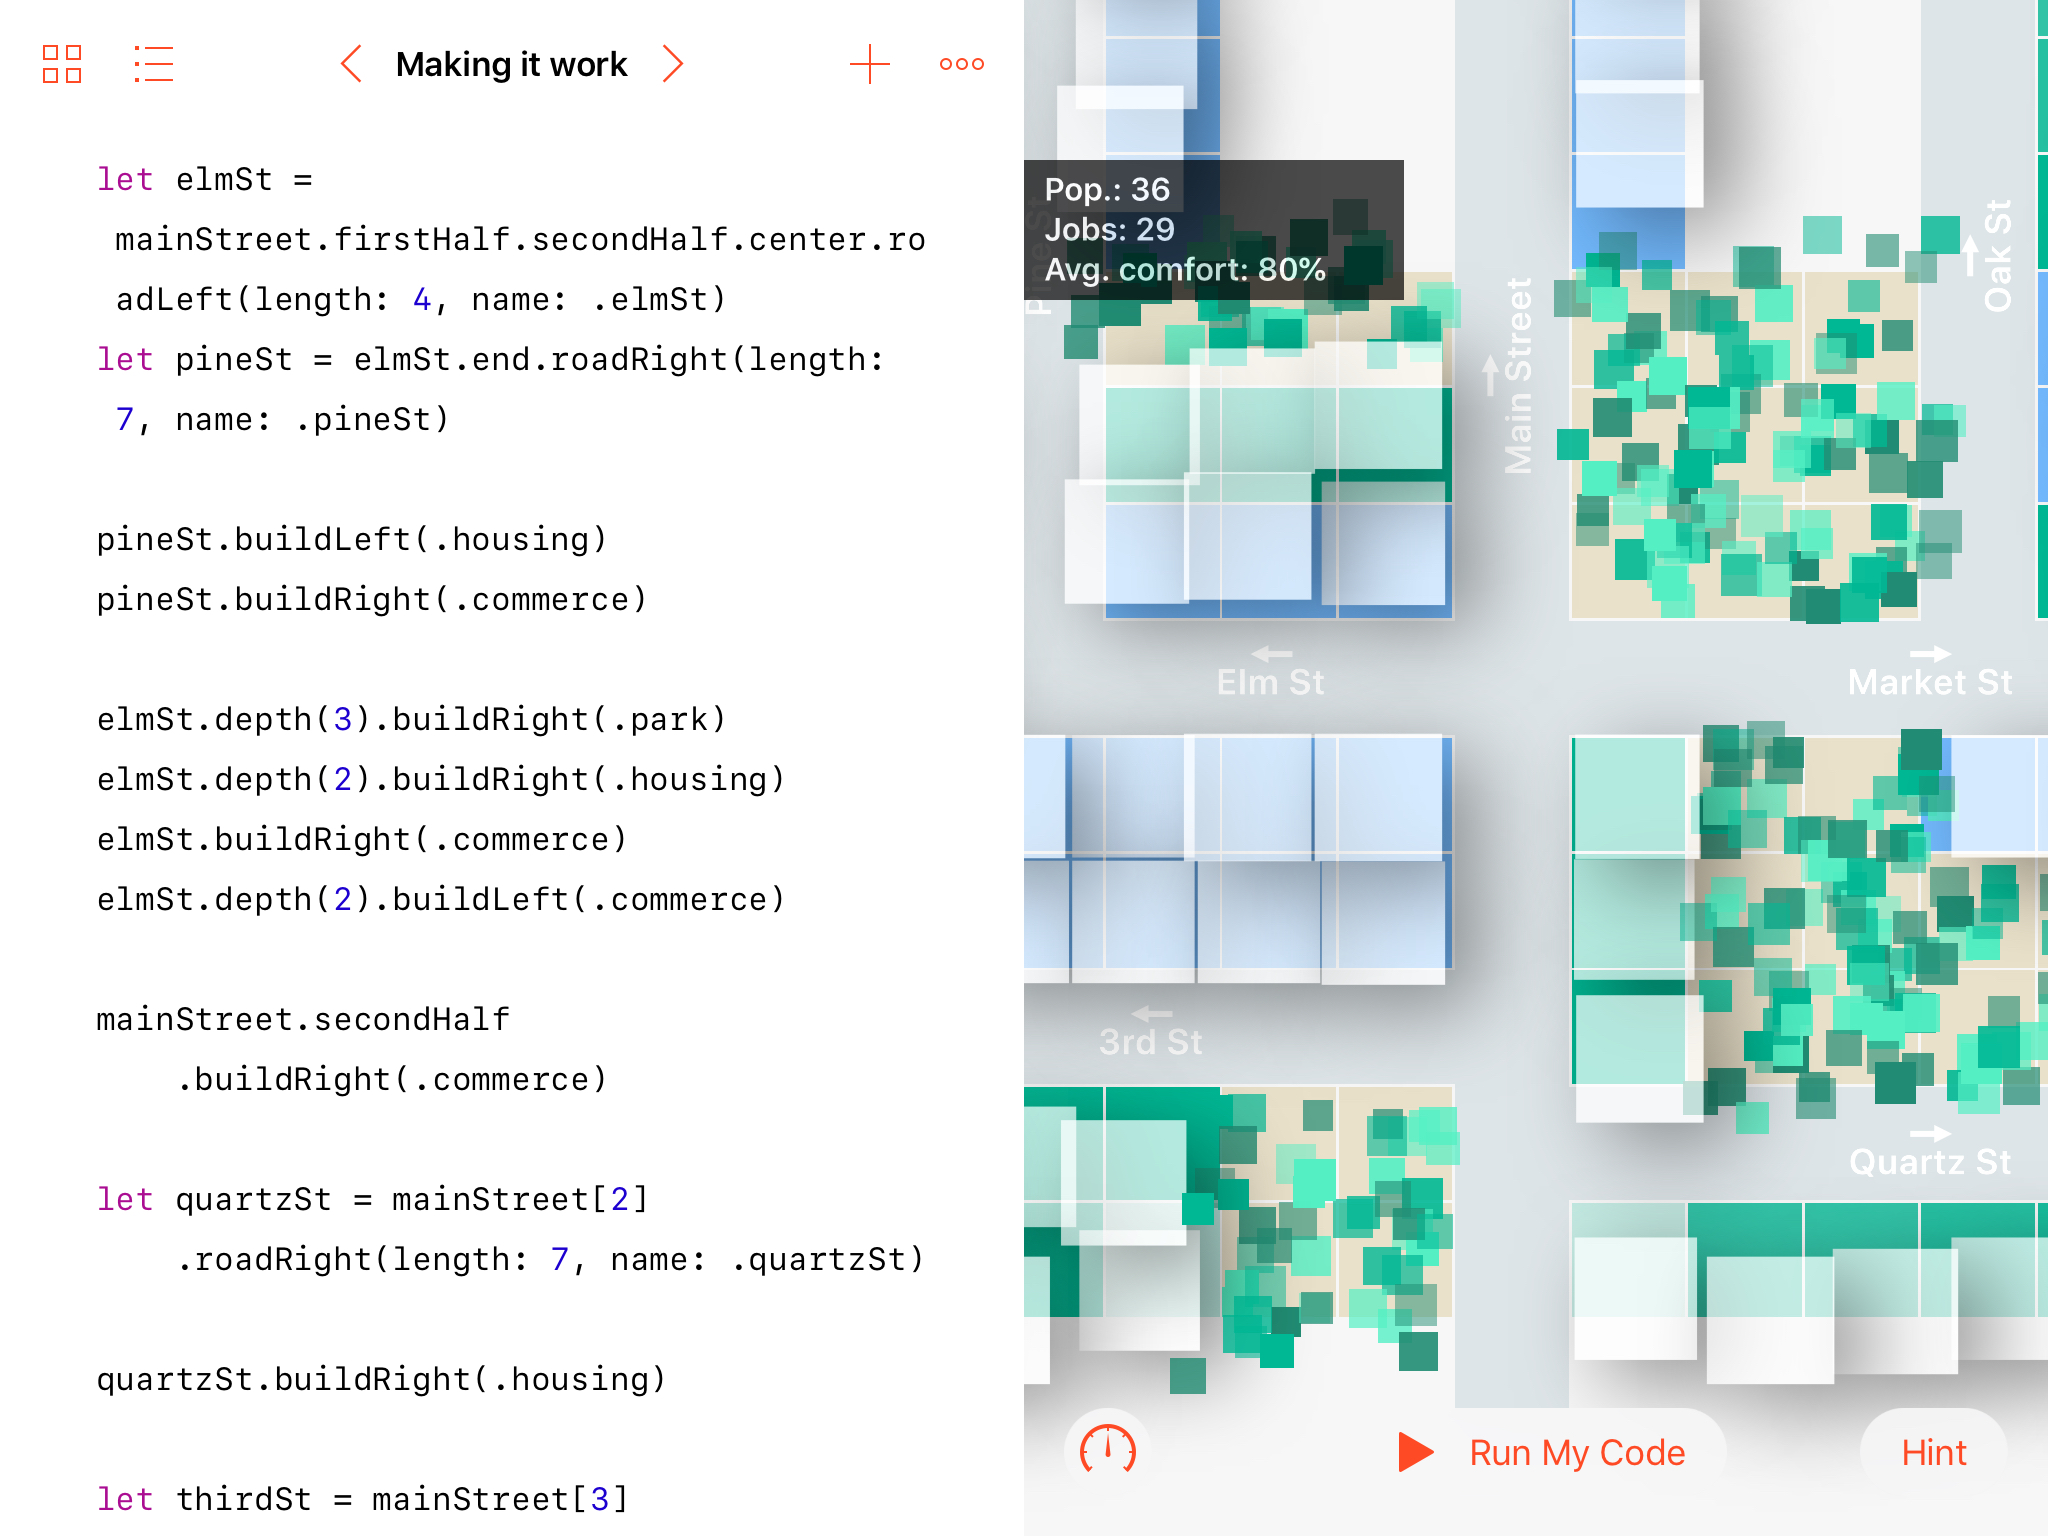 Making it work
let elmSt =
mainStreet.firstHalf.secondHalf.center.ro
adLeft(length: 4, name: .elmSt)
let pineSt = elmSt.end.roadRight(length:
7, name: .pineSt)
pineSt.buildLeft(.housing)
pineSt.buildRight(.commerce)
elmSt.depth(3).buildRight(.park)
elmSt.depth(2).buildRight(.housing)
elmSt.buildRight(.commerce)
elmSt.depth(2).buildLeft(.commerce)
mainStreet.secondHalf
.buildRight(.commerce)
let quartzSt = mainStreet[2]
.roadRight(length: 7, name: .quartzSt)
quartzSt.buildRight(.housing)
let thirdSt = mainStreet[3]
Pop.: 36
Jobs: 29
Avg. comfort: 80%
Pine St
Main Street
Oak St
Elm St
Market St
3rd St
Quartz St
Run My Code
Hint